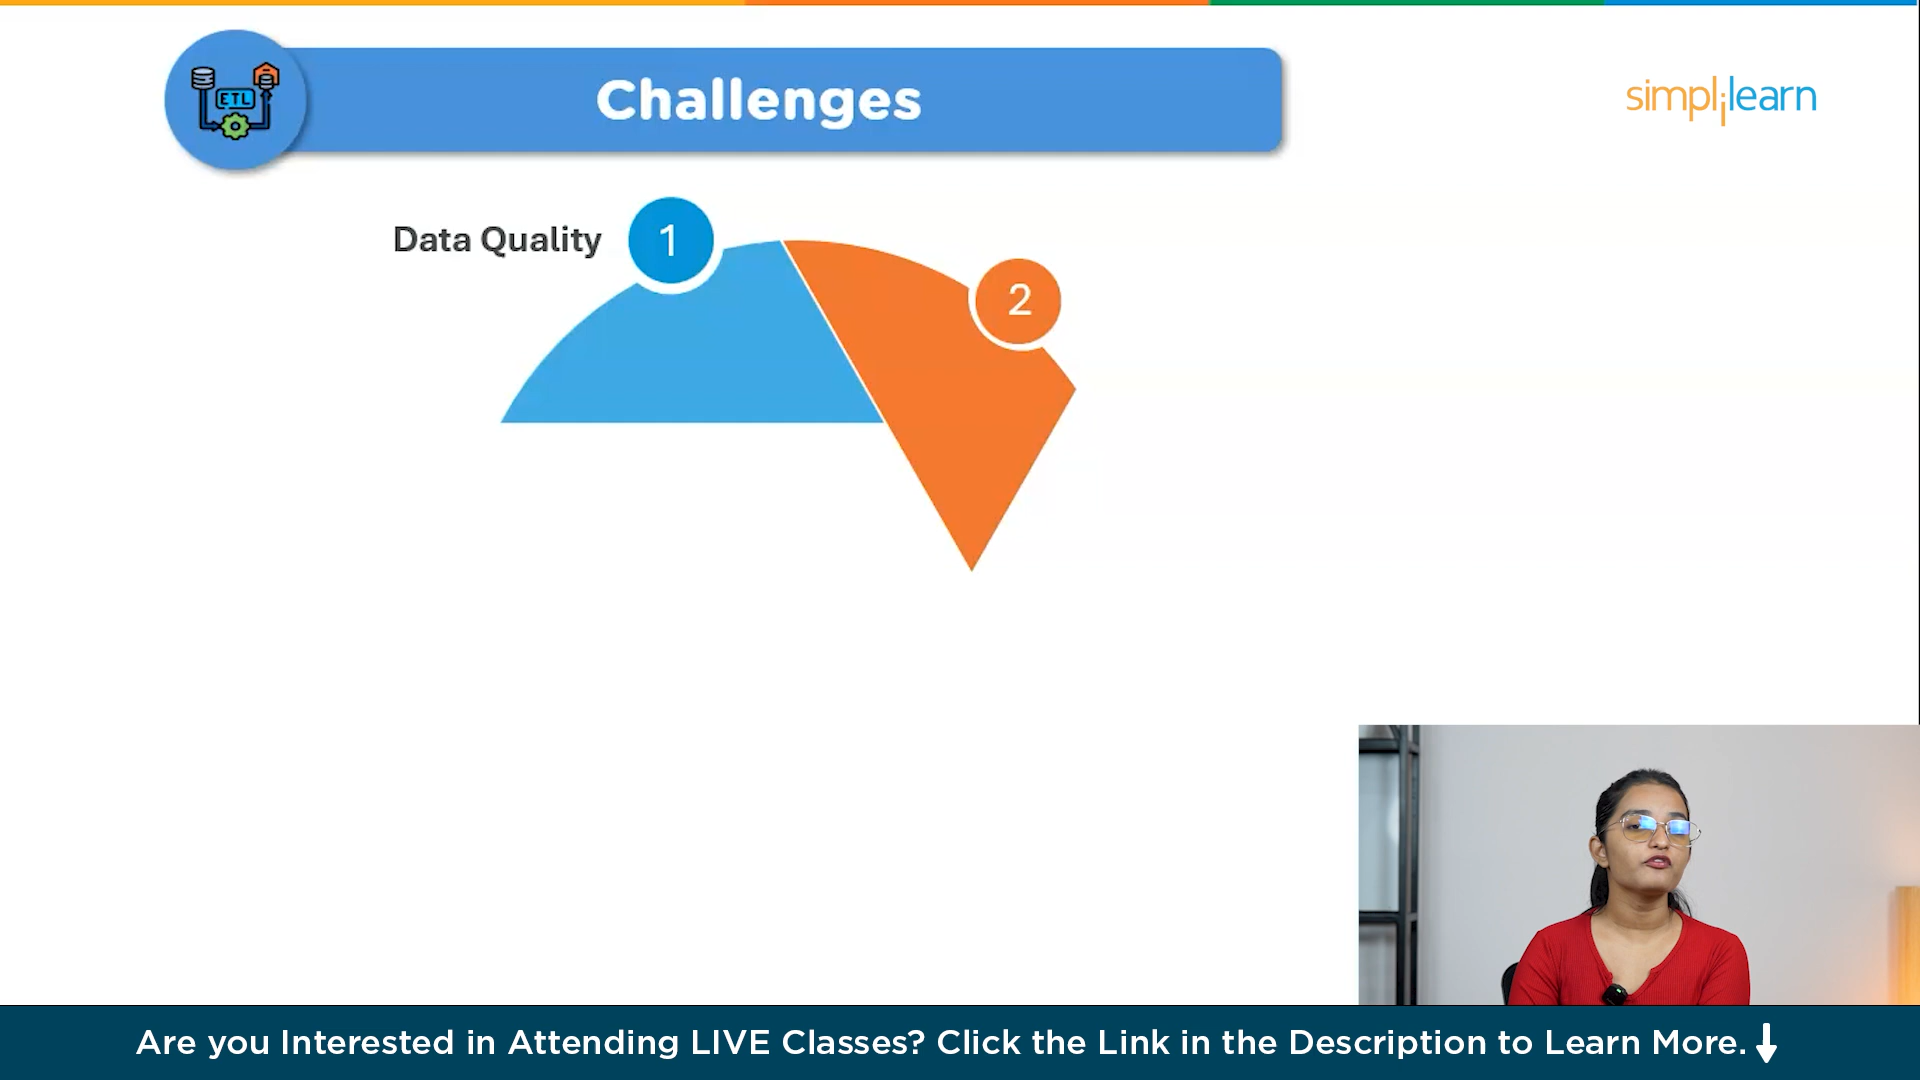 ETL
Challenges
simplilearn
Data Quality
1
2
Are you Interested in Attending LIVE Classes? Click the Link in the Description to Learn More.